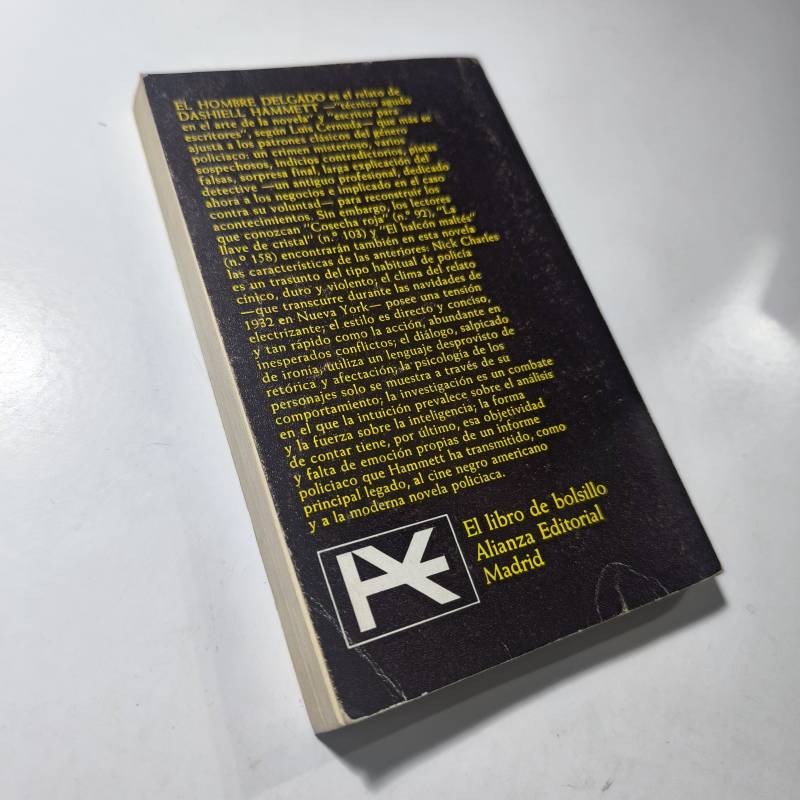 EL HOMBRE DELGADO es el relato de
DASHIELL HAMMETT —"técnico agudo
en el arte de la novela" y "escritor para
escritores", según Luis Cernuda— que más se
ajusta a los patrones clásicos del género
policiaco: un crimen misterioso, varios
sospechosos, indicios contradictorios, pistas
falsas, sorpresa final, larga explicación del
detective —un antiguo profesional, dedicado
ahora a los negocios e implicado en el caso
contra su voluntad— para reconstruir los
acontecimientos. Sin embargo, los lectores
que conozcan "Cosecha roja" (n.º 92), "La
llave de cristal" (n.º 103) y "El halcón maltés"
(n.º 158) encontrarán también en esta novela
las características de las anteriores: Nick Charles
es un trasunto del tipo habitual de policía
cínico, duro y violento; el clima del relato
—que transcurre durante las navidades de
1932 en Nueva York— posee una tensión
electrizante; el estilo es directo y conciso,
y tan rápido como la acción, abundante en
inesperados conflictos; el diálogo, salpicado
de ironía, utiliza un lenguaje desprovisto de
retórica y afectación; la psicología de los
personajes solo se muestra a través de su
comportamiento; la investigación es un combate
en el que la intuición prevalece sobre el análisis
y la fuerza sobre la inteligencia; la forma
de contar tiene, por último, esa objetividad
y falta de emoción propias de un informe
policiaco que Hammett ha transmitido, como
principal legado, al cine negro americano
y a la moderna novela policiaca.
El libro de bolsillo
Alianza Editorial
Madrid